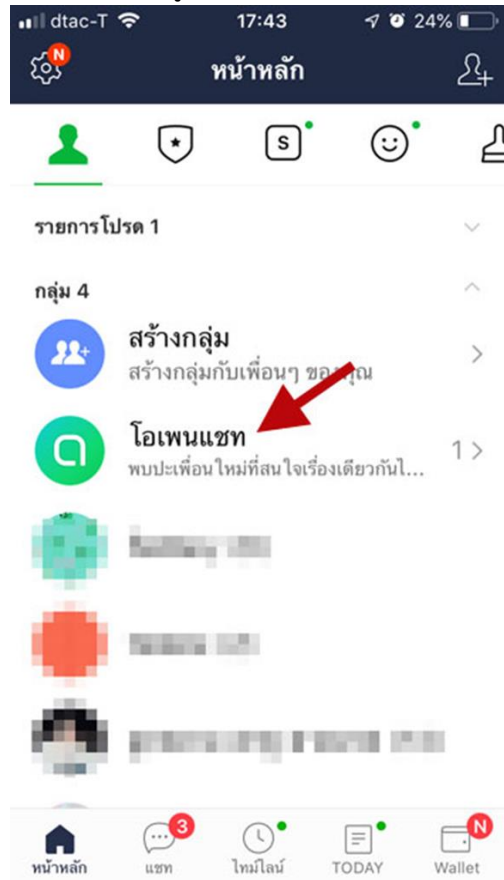 dtac-T 17:43 24%
N
หน้าหลัก
S
รายการโปรด 1
กลุ่ม 4
สร้างกลุ่ม
สร้างกลุ่มกับเพื่อนๆ ของคุณ
โอเพนแชท
พบปะเพื่อนใหม่ที่สนใจเรื่องเดียวกันไ...
1
3
N
หน้าหลัก แชท ไทม์ไลน์ TODAY Wallet